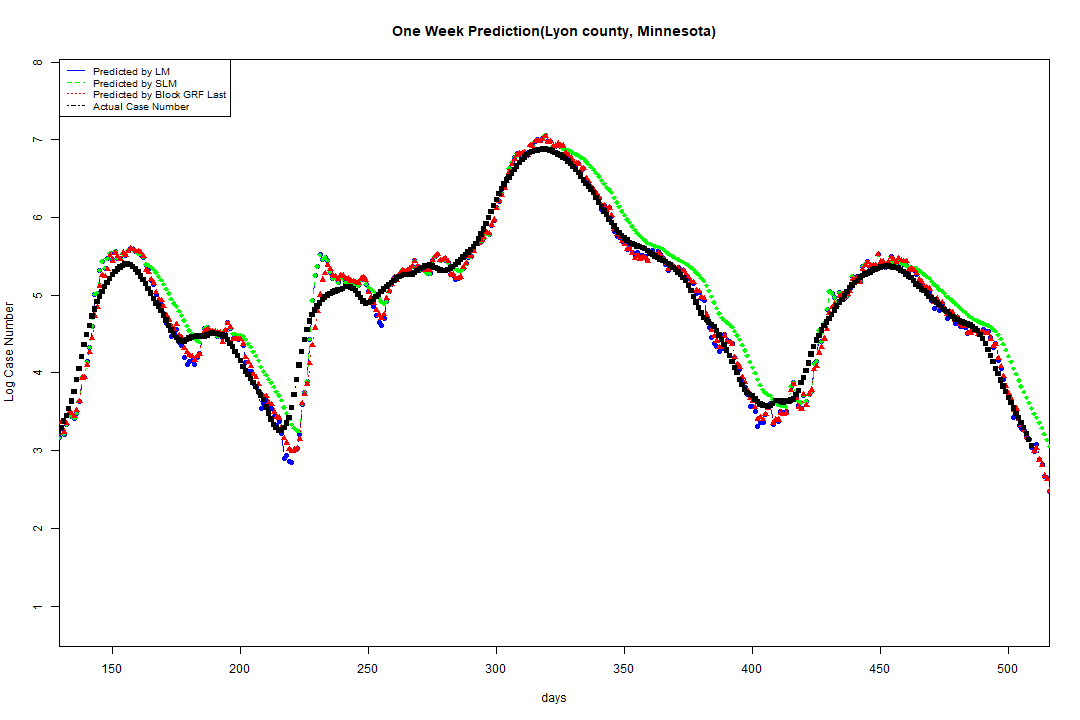 One Week Prediction(Lyon county, Minnesota)
Predicted by LM
Predicted by SLM
Predicted by Block GRF Last
Actual Case Number
Log Case Number
8
7
6
5
4
3
2
1
150 200 250 300 350 400 450 500
days